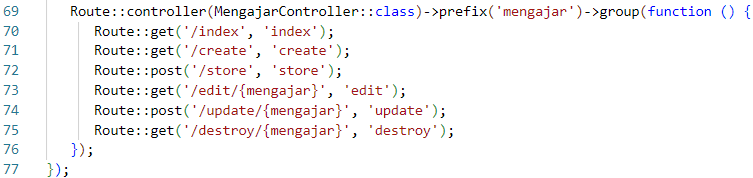 69 Route::controller(MengajarController::class)->prefix('mengajar')->group(function () {
70 Route::get('/index', 'index');
71 Route::get('/create', 'create');
72 Route::post('/store', 'store');
73 Route::get('/edit/{mengajar}', 'edit');
74 Route::post('/update/{mengajar}', 'update');
75 Route::get('/destroy/{mengajar}', 'destroy');
76 });
77 });